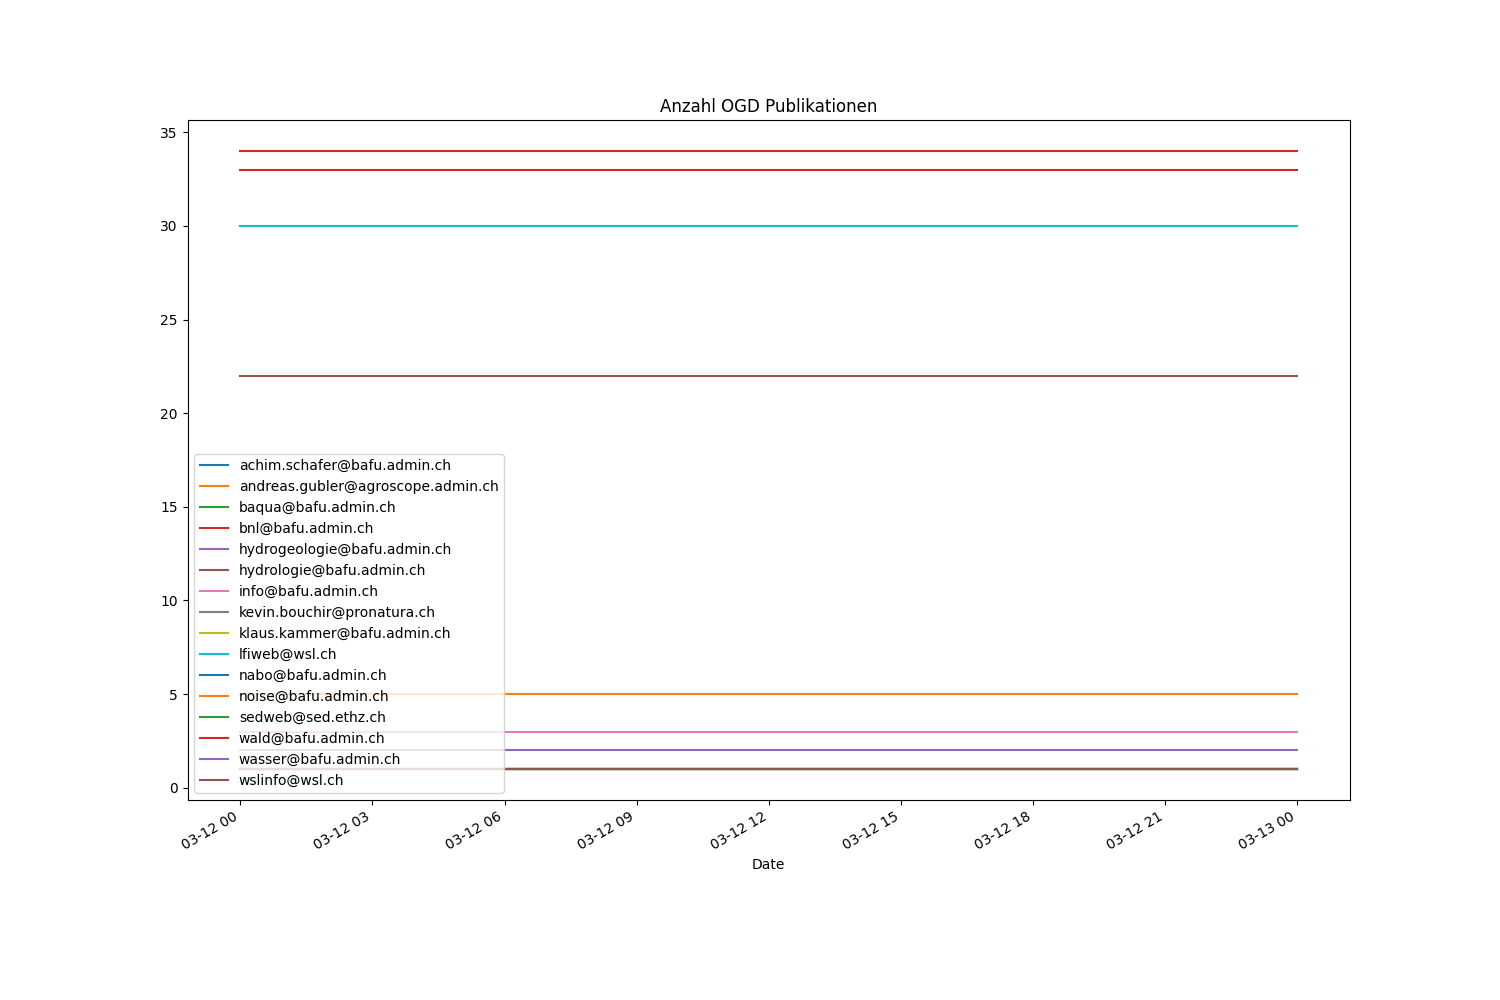 Anzahl OGD Publikationen
35
30
25
20
15
10
5
0
achim.schafer@bafu.admin.ch
andreas.gubler@agroscope.admin.ch
baqua@bafu.admin.ch
bnl@bafu.admin.ch
hydrogeologie@bafu.admin.ch
hydrologie@bafu.admin.ch
info@bafu.admin.ch
kevin.bouchir@pronatura.ch
klaus.kammer@bafu.admin.ch
lfiweb@wsl.ch
nabo@bafu.admin.ch
noise@bafu.admin.ch
sedweb@sed.ethz.ch
wald@bafu.admin.ch
wasser@bafu.admin.ch
wslinfo@wsl.ch
03-12 00
03-12 03
03-12 06
03-12 09
03-12 12
03-12 15
03-12 18
03-12 21
03-13 00
Date